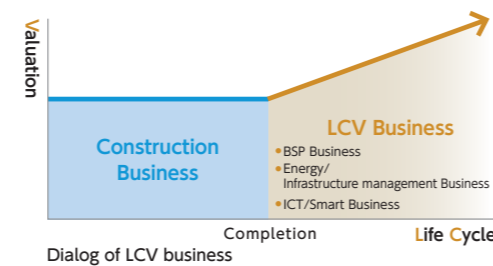 Valuation
Construction
Business
LCV Business
•BSP Business
•Energy/
Infrastructure management Business
•ICT/Smart Business
Completion
Life Cycle
Dialog of LCV business